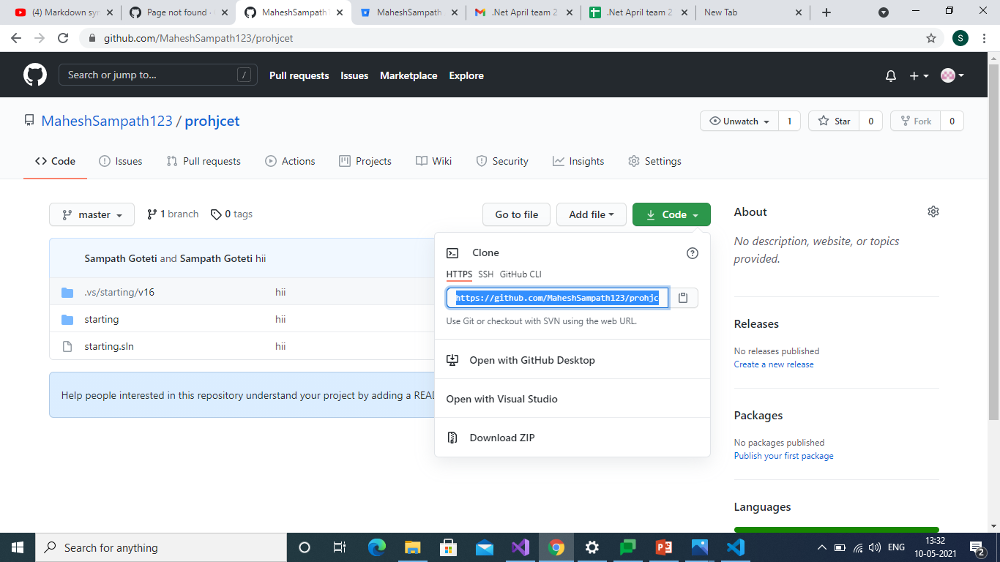 (4) Markdown syn
Page not found ·
MaheshSampath1
MaheshSampath
.Net April team 2
.Net April team 2
New Tab
github.com/MaheshSampath123/prohjcet
S
Search or jump to...
/
Pull requests Issues Marketplace Explore
MaheshSampath123 / prohjcet
Unwatch 1 Star 0 Fork 0
Code Issues Pull requests Actions Projects Wiki Security Insights Settings
master 1 branch 0 tags Go to file Add file Code
About
No description, website, or topics
provided.
Sampath Goteti and Sampath Goteti hii
.vs/starting/v16 hii
starting hii
starting.sln hii
Help people interested in this repository understand your project by adding a READ
Clone
HTTPS SSH GitHub CLI
https://github.com/MaheshSampath123/prohjc
Use Git or checkout with SVN using the web URL.
Open with GitHub Desktop
Open with Visual Studio
Download ZIP
Releases
No releases published
Create a new release
Packages
No packages published
Publish your first package
Languages
Search for anything
ENG
13:32
10-05-2021
2